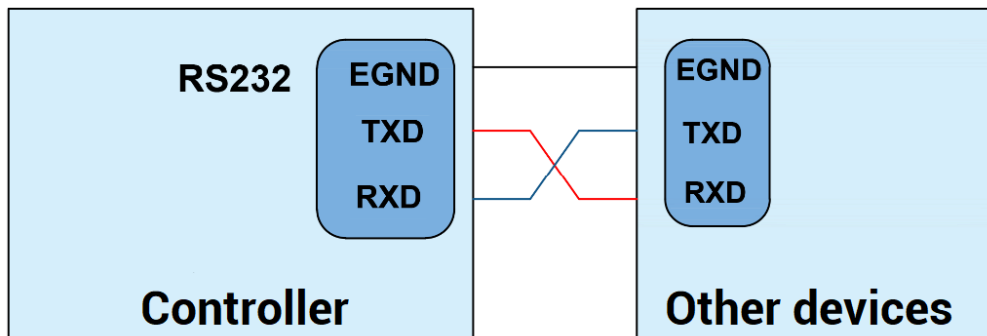 RS232
EGND
TXD
RXD
Controller
EGND
TXD
RXD
Other devices